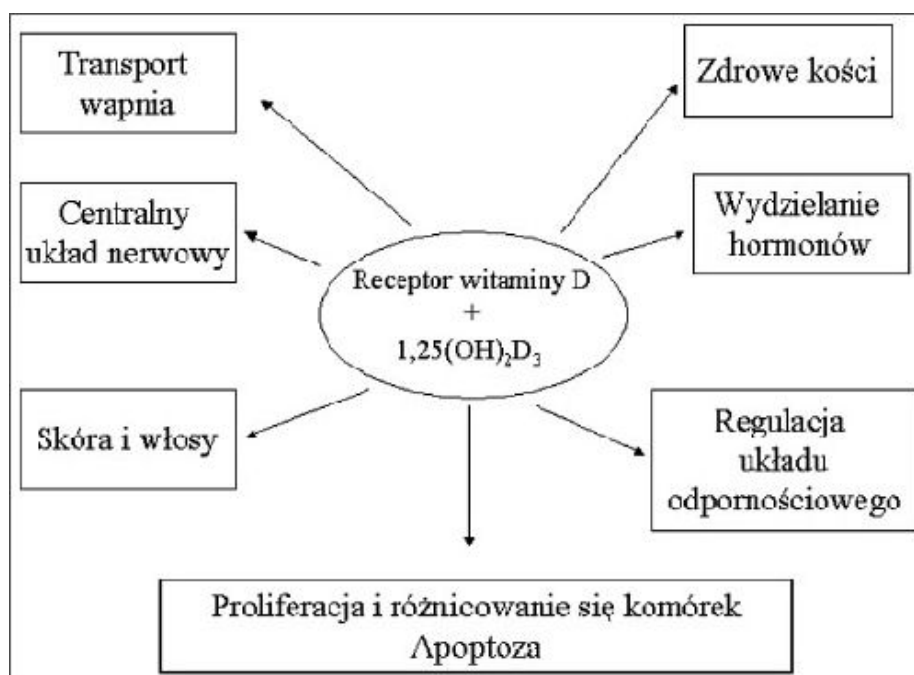 Transport
wapnia
Zdrowe kości
Centralny
układ nerwowy
Wydzielanie
hormonów
Receptor witaminy D
+
1,25(OH)₂D₃
Skóra i włosy
Regulacja
układu
odpornościowego
Proliferacja i różnicowanie się komórek
Apoptoza